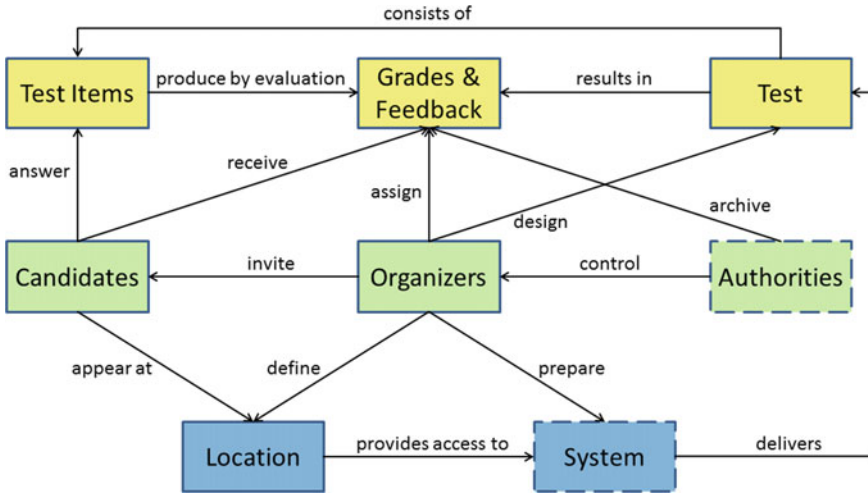 consists of
Test Items
produce by evaluation
Grades &
Feedback
results in
Test
answer
receive
assign
design
archive
Candidates
invite
Organizers
control
Authorities
appear at
define
prepare
Location
provides access to
System
delivers